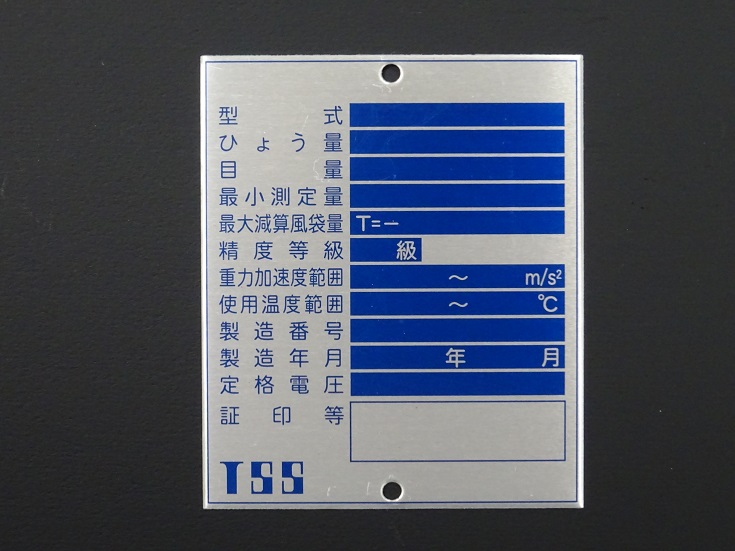 型式
ひょう量
目量
最小測定量
最大減算風袋量 T=−
精度等級 級
重力加速度範囲 ～ m/s²
使用温度範囲 ～ ℃
製造番号
製造年月 年 月
定格電圧
証印等
TSS